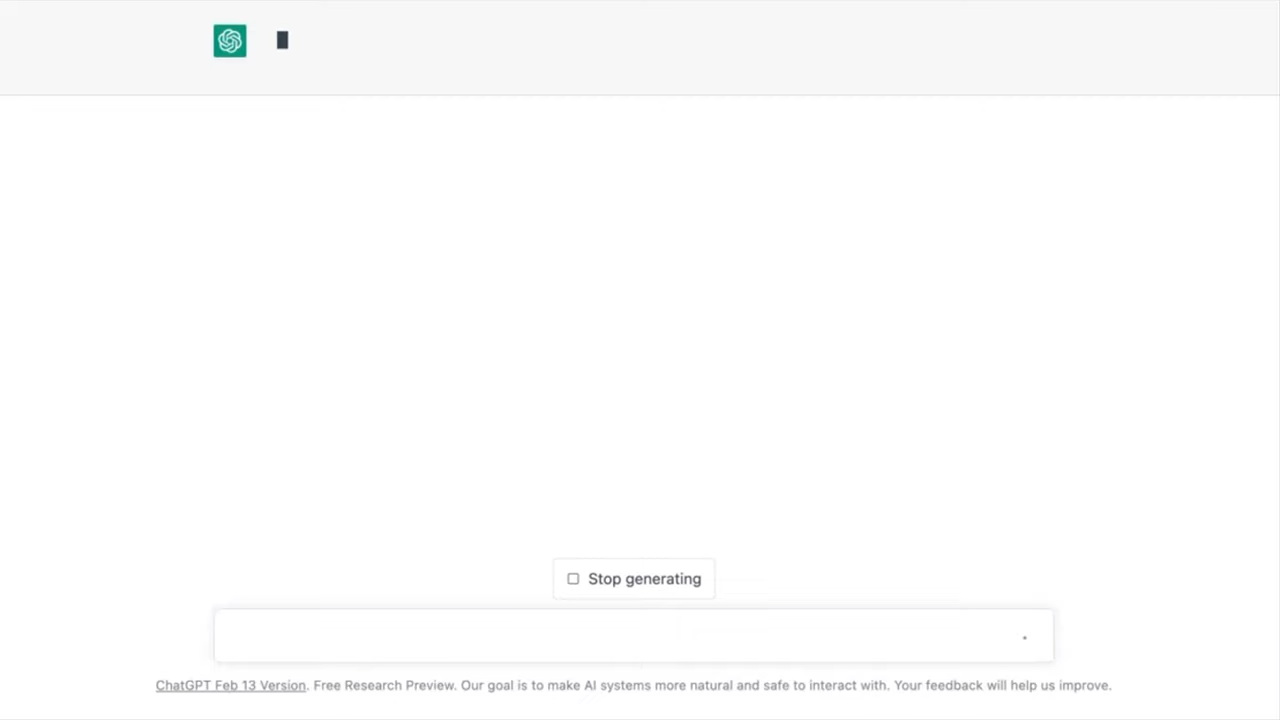 Stop generating
ChatGPT Feb 13 Version. Free Research Preview. Our goal is to make AI systems more natural and safe to interact with. Your feedback will help us improve.